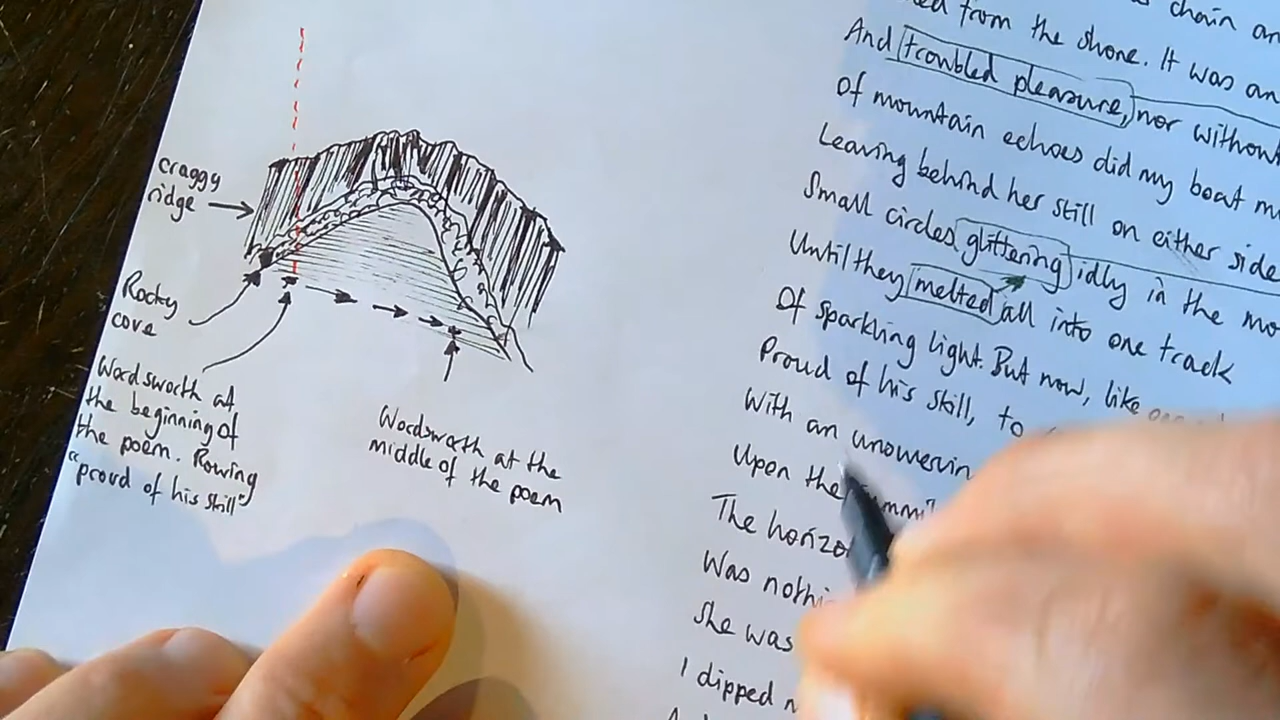 craggy
ridge
Rocky
cove
Wordsworth at
the beginning of
the poem. Rowing
"proud of his skill"
Wordsworth at the
middle of the poem
chain an
from the shore. It was an
And troubled pleasure, nor without
Of mountain echoes did my boat m
Leaving behind her still on either side
Small circles glittering idly in the mo
Until they melted all into one track
Of sparkling light. But now, like
Proud of his skill, to
With an unswervin
Upon the summi
The horizo
Was nothi
She was
I dipped